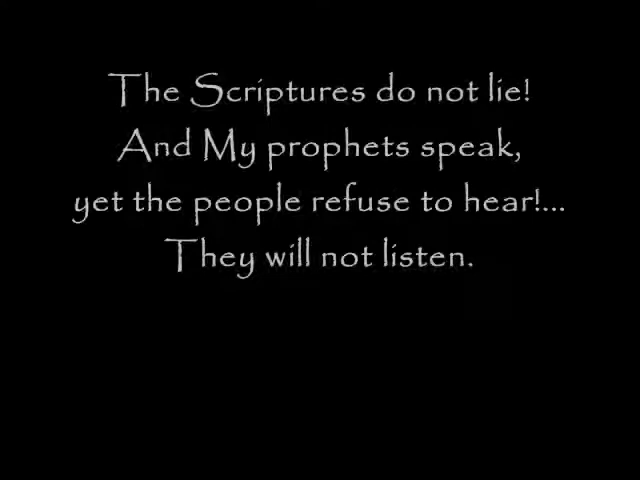 The Scriptures do not lie!
And My prophets speak,
yet the people refuse to hear!...
They will not listen.